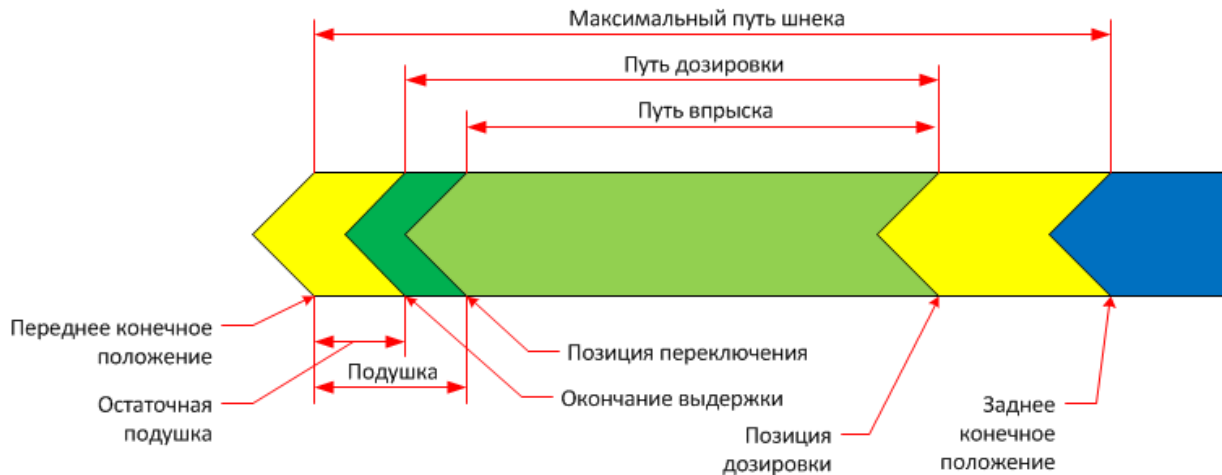 Максимальный путь шнека
Путь дозировки
Путь впрыска
Переднее конечное
положение
Позиция переключения
Подушка
Остаточная
подушка
Окончание выдержки
Позиция
дозировки
Заднее
конечное
положение